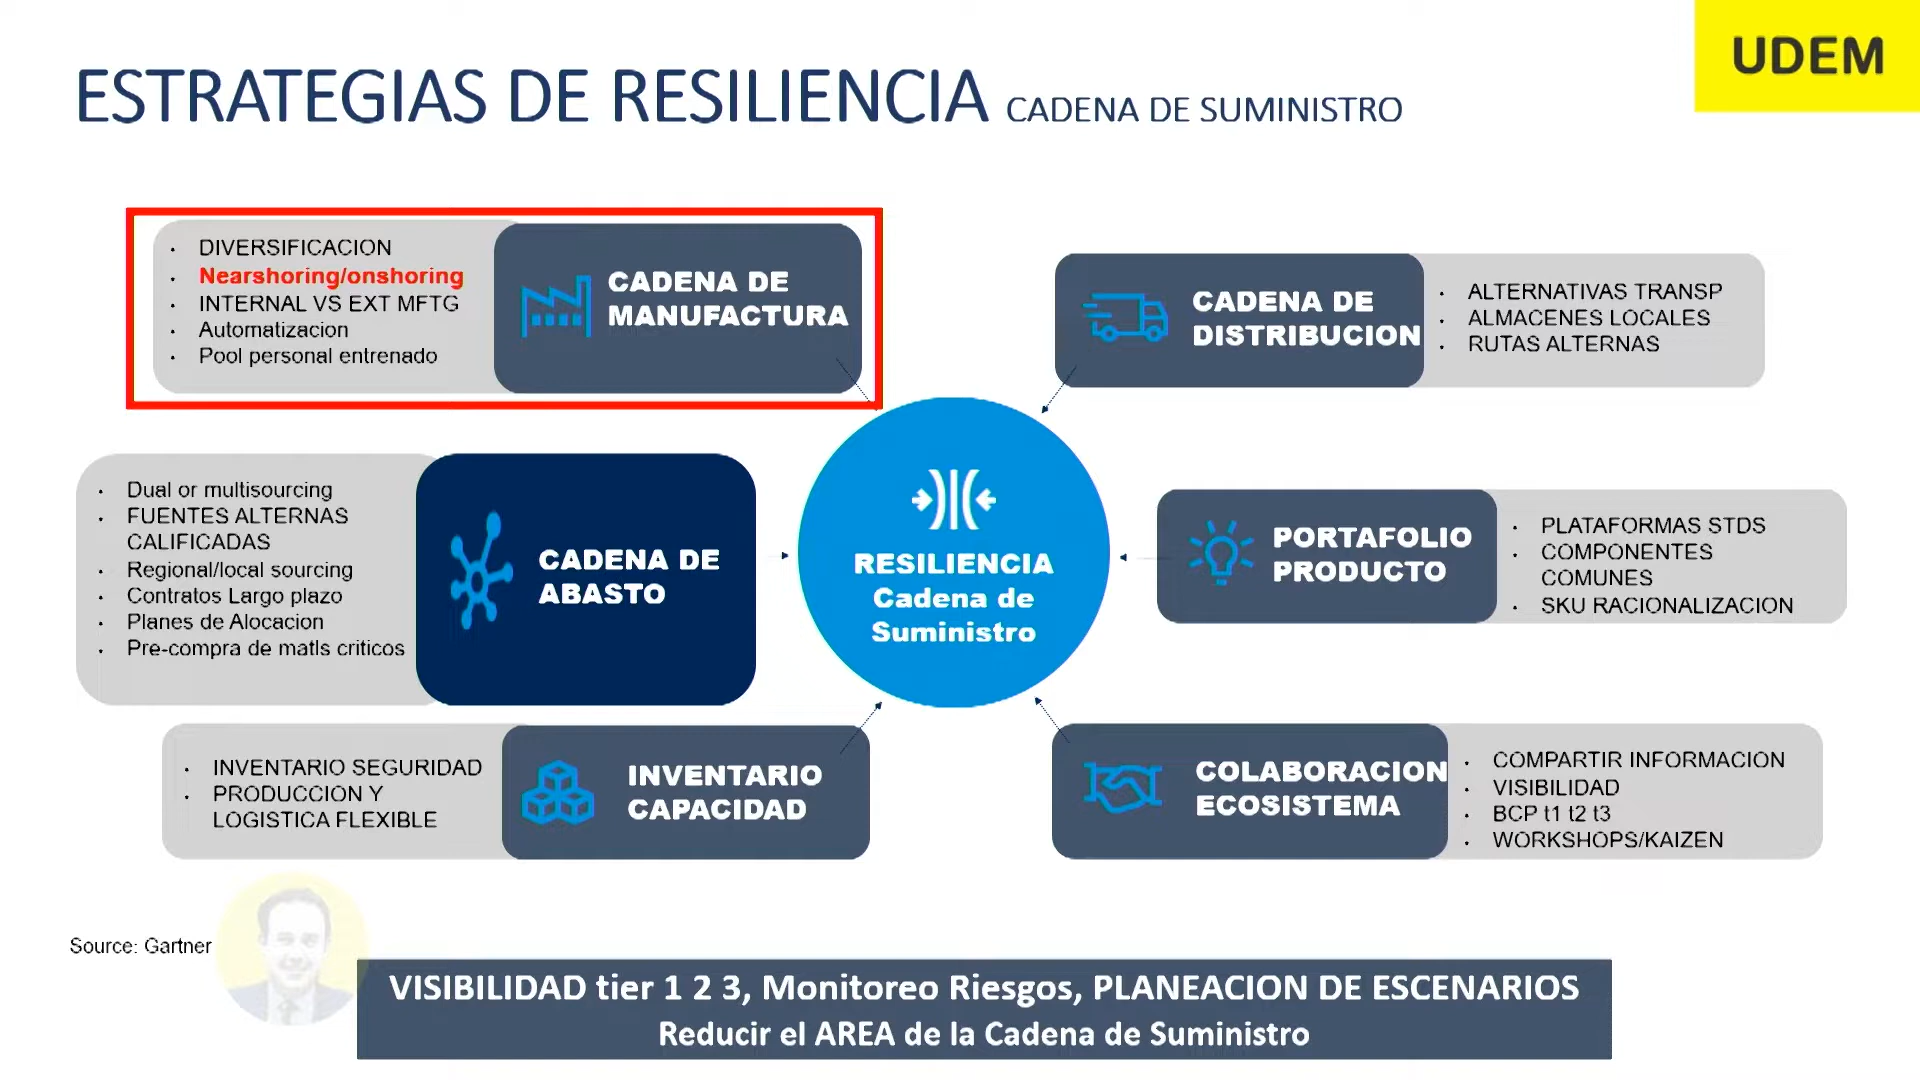 UDEM
ESTRATEGIAS DE RESILIENCIA CADENA DE SUMINISTRO
• DIVERSIFICACION
• Nearshoring/onshoring
• INTERNAL VS EXT MFTG
• Automatizacion
• Pool personal entrenado
CADENA DE
MANUFACTURA
CADENA DE
DISTRIBUCION
• ALTERNATIVAS TRANSP
• ALMACENES LOCALES
• RUTAS ALTERNAS
• Dual or multisourcing
• FUENTES ALTERNAS
CALIFICADAS
• Regional/local sourcing
• Contratos Largo plazo
• Planes de Alocacion
• Pre-compra de matls criticos
CADENA DE
ABASTO
RESILIENCIA
Cadena de
Suministro
PORTAFOLIO
PRODUCTO
• PLATAFORMAS STDS
• COMPONENTES
COMUNES
• SKU RACIONALIZACION
• INVENTARIO SEGURIDAD
• PRODUCCION Y
LOGISTICA FLEXIBLE
INVENTARIO
CAPACIDAD
COLABORACION
ECOSISTEMA
• COMPARTIR INFORMACION
• VISIBILIDAD
• BCP t1 t2 t3
• WORKSHOPS/KAIZEN
Source: Gartner
VISIBILIDAD tier 1 2 3, Monitoreo Riesgos, PLANEACION DE ESCENARIOS
Reducir el AREA de la Cadena de Suministro